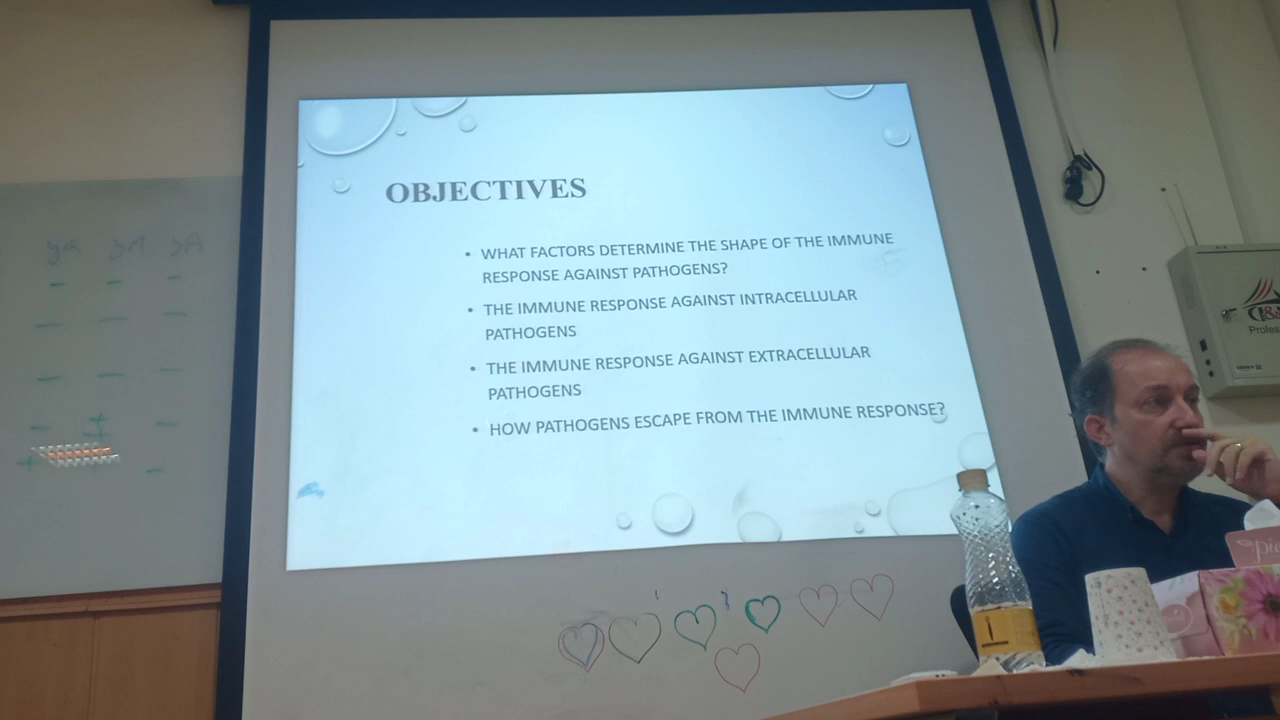 OBJECTIVES
• WHAT FACTORS DETERMINE THE SHAPE OF THE IMMUNE
RESPONSE AGAINST PATHOGENS?
• THE IMMUNE RESPONSE AGAINST INTRACELLULAR
PATHOGENS
• THE IMMUNE RESPONSE AGAINST EXTRACELLULAR
PATHOGENS
• HOW PATHOGENS ESCAPE FROM THE IMMUNE RESPONSE?